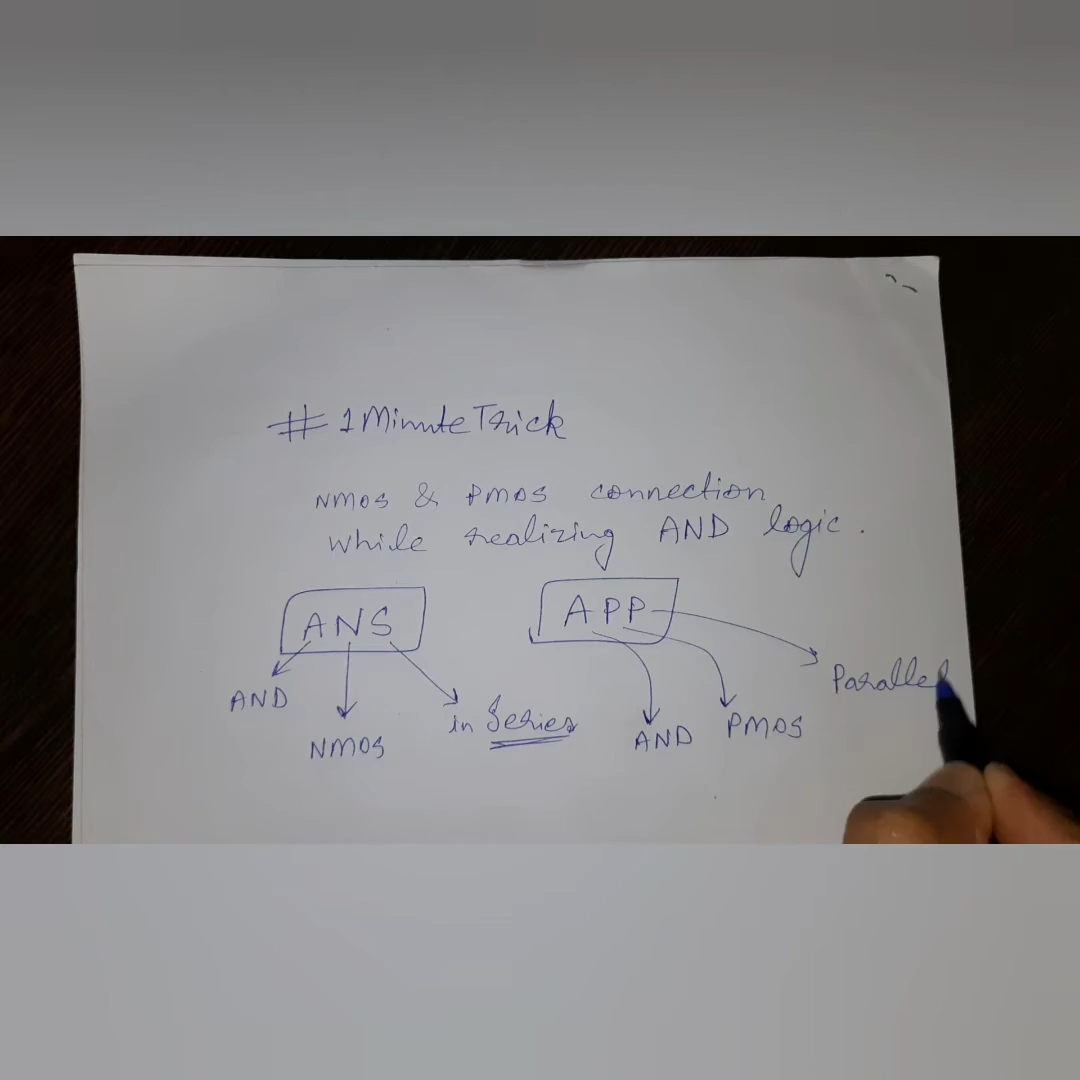 # 1MinuteTrick
NMOS & PMOS connection
while realizing AND logic.
ANS APP
AND NMOS in Series AND PMOS Parallel